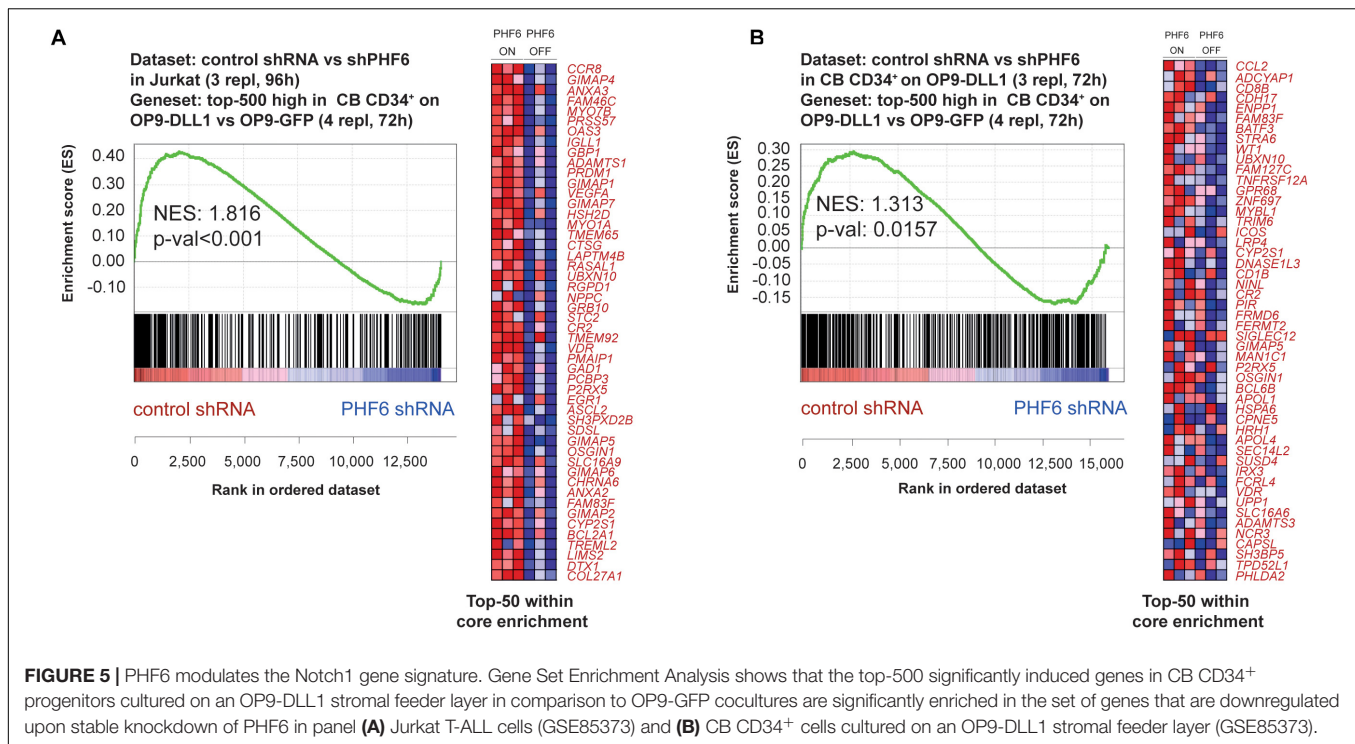 A
Dataset: control shRNA vs shPHF6
in Jurkat (3 repl, 96h)
Geneset: top-500 high in CB CD34+ on
OP9-DLL1 vs OP9-GFP (4 repl, 72h)
PHF6 PHF6
ON OFF
Enrichment score (ES)
0.40
0.30
0.20
0.10
0.00
-0.10
NES: 1.816
p-val<0.001
control shRNA PHF6 shRNA
0 2,500 5,000 7,500 10,000 12,500
Rank in ordered dataset
CCR8
GIMAP4
ANXA3
FAM46C
MYO7B
PRSS57
OAS3
IGLL1
GBP1
ADAMTS1
PRDM1
GIMAP1
VEGFA
GIMAP7
HSH2D
MYO1A
TMEM65
CTSG
LAPTM4B
RASAL1
UBXN10
RGPD1
NPPC
GRB10
STC2
CR2
TMEM92
VDR
PMAIP1
GAD1
PCBP3
P2RX5
EGR1
ASCL2
SH3PXD2B
SDSL
GIMAP5
OSGIN1
SLC16A9
GIMAP6
CHRNA6
ANXA2
FAM83F
GIMAP2
CYP2S1
BCL2A1
TREML2
LIMS2
DTX1
COL27A1
Top-50 within
core enrichment
B
Dataset: control shRNA vs shPHF6
in CB CD34+ on OP9-DLL1 (3 repl, 72h)
Geneset: top-500 high in CB CD34+ on
OP9-DLL1 vs OP9-GFP (4 repl, 72h)
PHF6 PHF6
ON OFF
Enrichment score (ES)
0.30
0.25
0.20
0.15
0.10
0.05
0.00
-0.05
-0.10
-0.15
NES: 1.313
p-val: 0.0157
control shRNA PHF6 shRNA
0 2,500 5,000 7,500 10,000 12,500 15,000
Rank in ordered dataset
CCL2
ADCYAP1
CD8B
CDH17
ENPP1
FAM83F
BATF3
STRA6
WT1
UBXN10
FAM127C
TNFRSF12A
GPR68
ZNF697
MYBL1
TRIM6
ICOS
LRP4
CYP2S1
DNASE1L3
CD1B
NINL
CR2
PIR
FRMD6
FERMT2
SIGLEC12
GIMAP5
MAN1C1
P2RX5
OSGIN1
BCL6B
APOL1
HSPA6
CPNE5
HRH1
APOL4
SEC14L2
SUSD4
IRX3
FCRL4
VDR
UPP1
SLC16A6
ADAMTS3
NCR3
CAPSL
SH3BP5
TPD52L1
PHLDA2
Top-50 within
core enrichment
FIGURE 5 | PHF6 modulates the Notch1 gene signature. Gene Set Enrichment Analysis shows that the top-500 significantly induced genes in CB CD34+
progenitors cultured on an OP9-DLL1 stromal feeder layer in comparison to OP9-GFP cocultures are significantly enriched in the set of genes that are downregulated
upon stable knockdown of PHF6 in panel (A) Jurkat T-ALL cells (GSE85373) and (B) CB CD34+ cells cultured on an OP9-DLL1 stromal feeder layer (GSE85373).